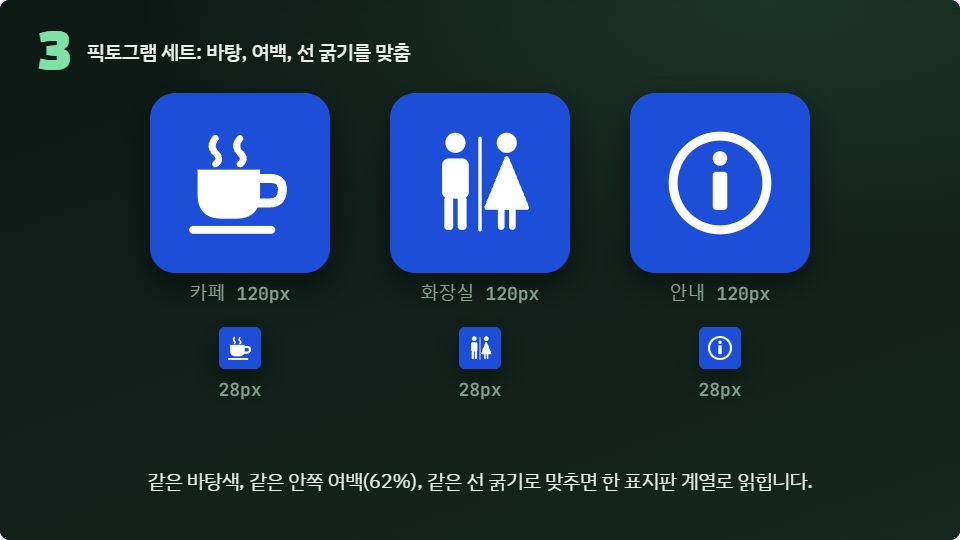 3 픽토그램 세트: 바탕, 여백, 선 굵기를 맞춤
카페 120px
화장실 120px
안내 120px
28px
28px
28px
같은 바탕색, 같은 안쪽 여백(62%), 같은 선 굵기로 맞추면 한 표지판 계열로 읽힙니다.